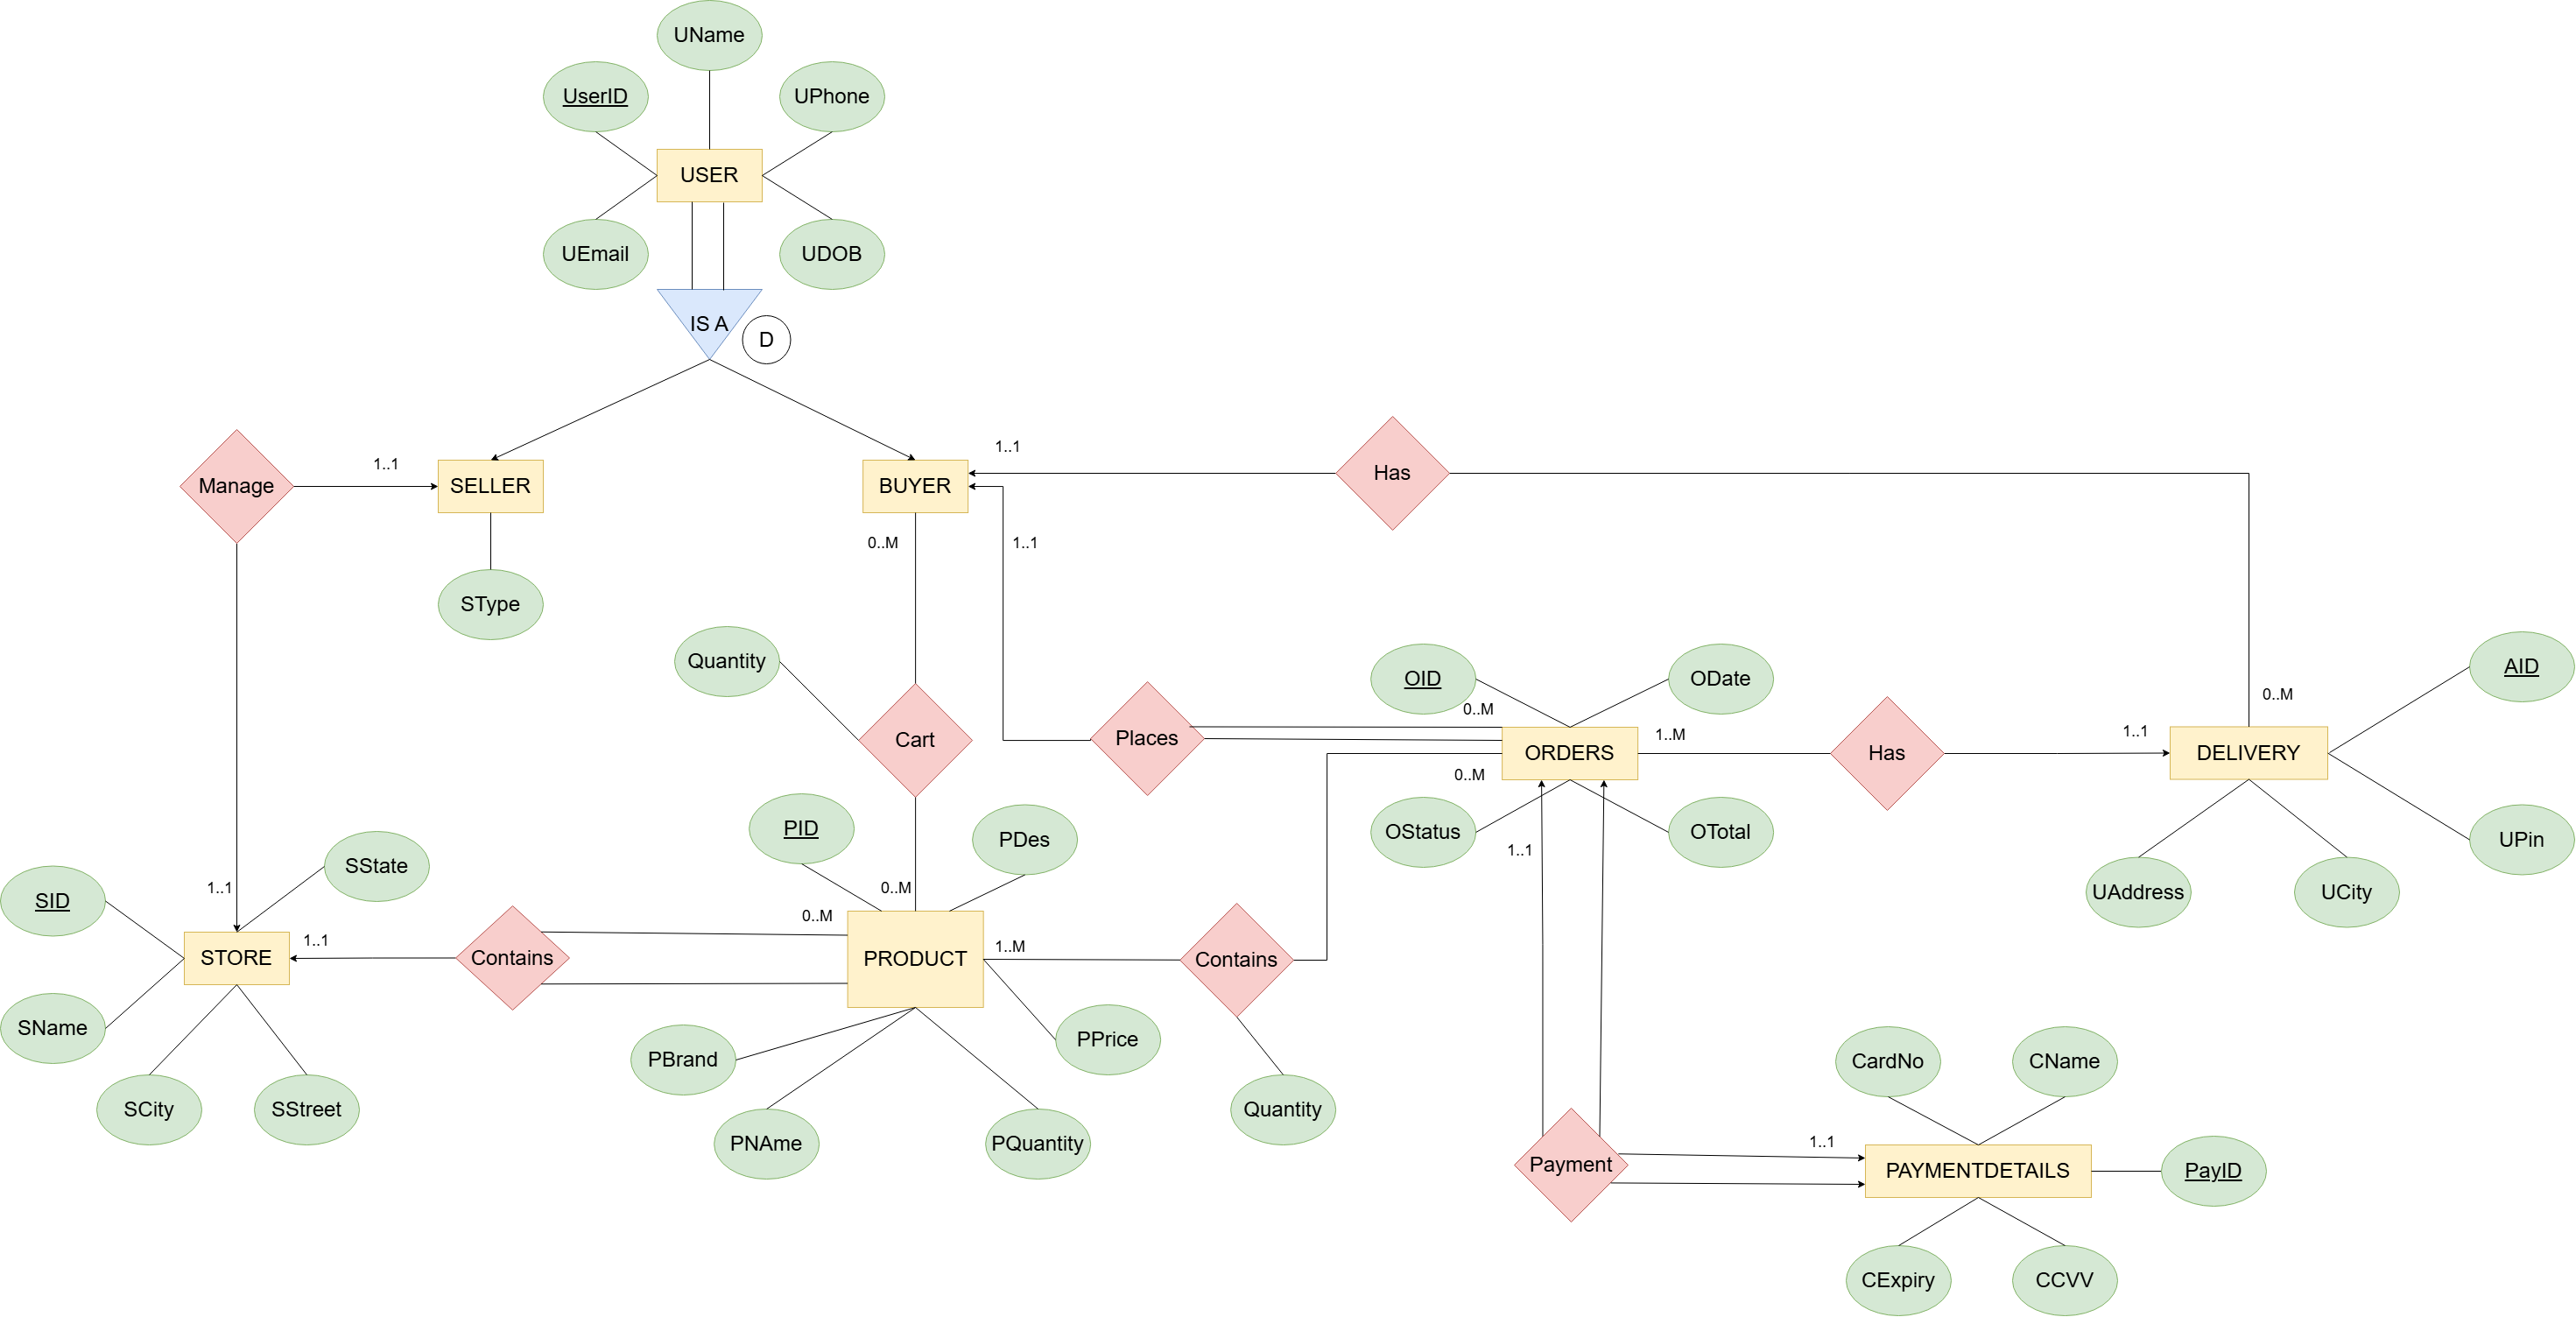 UName
UserID
UPhone
USER
UEmail
UDOB
IS A
D
1..1
1..1
Manage
SELLER
BUYER
Has
0..M
1..1
SType
Quantity
OID
ODate
AID
0..M
0..M
Cart
Places
1..M
1..1
ORDERS
Has
DELIVERY
0..M
PID
PDes
OStatus
OTotal
UPin
1..1
SState
1..1
0..M
UAddress
UCity
SID
0..M
1..1
1..M
STORE
Contains
PRODUCT
Contains
SName
PPrice
PBrand
CardNo
CName
SCity
SStreet
Quantity
PNAme
PQuantity
1..1
Payment
PAYMENTDETAILS
PayID
CExpiry
CCVV